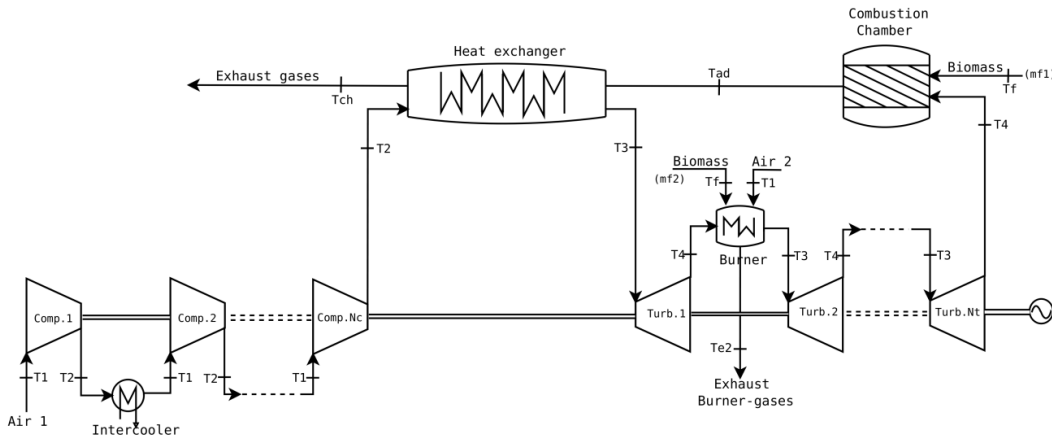 Combustion
Chamber
Heat exchanger
Exhaust gases
Tch
Tad
Biomass
(mf1)
Tf
T4
T2
T3
Biomass
(mf2)
Air 2
Tf
T1
Burner
T4
T3
T4
T3
Comp.1
Comp.2
Comp.Nc
Turb.1
Turb.2
Turb.Nt
T1
T2
T1
T2
T1
Te2
Air 1
Intercooler
Exhaust
Burner-gases